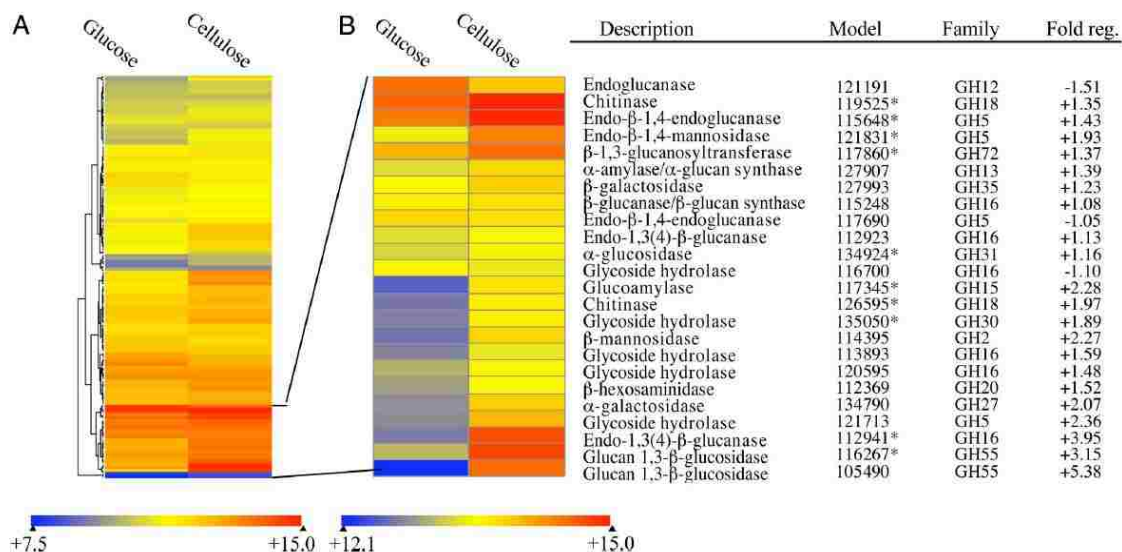 A Glucose Cellulose B Glucose Cellulose Description Model Family Fold reg.
Endoglucanase 121191 GH12 -1.51
Chitinase 119525* GH18 +1.35
Endo-β-1,4-endoglucanase 115648* GH5 +1.43
Endo-β-1,4-mannosidase 121831* GH5 +1.93
β-1,3-glucanosyltransferase 117860* GH72 +1.37
α-amylase/α-glucan synthase 127907 GH13 +1.39
β-galactosidase 127993 GH35 +1.23
β-glucanase/β-glucan synthase 115248 GH16 +1.08
Endo-β-1,4-endoglucanase 117690 GH5 -1.05
Endo-1,3(4)-β-glucanase 112923 GH16 +1.13
α-glucosidase 134924* GH31 +1.16
Glycoside hydrolase 116700 GH16 -1.10
Glucoamylase 117345* GH15 +2.28
Chitinase 126595* GH18 +1.97
Glycoside hydrolase 135050* GH30 +1.89
β-mannosidase 114395 GH2 +2.27
Glycoside hydrolase 113893 GH16 +1.59
Glycoside hydrolase 120595 GH16 +1.48
β-hexosaminidase 112369 GH20 +1.52
α-galactosidase 134790 GH27 +2.07
Glycoside hydrolase 121713 GH5 +2.36
Endo-1,3(4)-β-glucanase 112941* GH16 +3.95
Glucan 1,3-β-glucosidase 116267* GH55 +3.15
Glucan 1,3-β-glucosidase 105490 GH55 +5.38
+7.5 +15.0 +12.1 +15.0